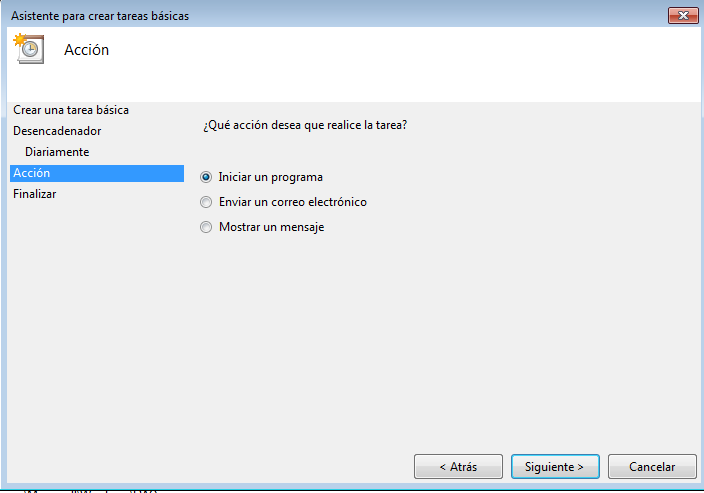 Asistente para crear tareas básicas
Acción
Crear una tarea básica
Desencadenador
Diariamente
Acción
Finalizar
¿Qué acción desea que realice la tarea?
Iniciar un programa
Enviar un correo electrónico
Mostrar un mensaje
< Atrás
Siguiente >
Cancelar